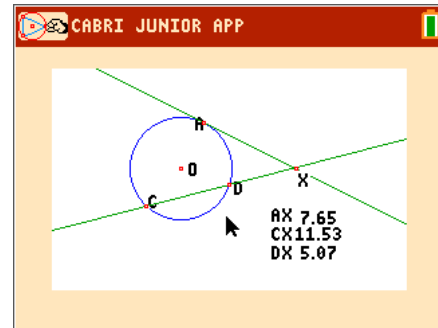 CABRI JUNIOR APP
A
O
X
D
C
AX 7.65
CX11.53
DX 5.07